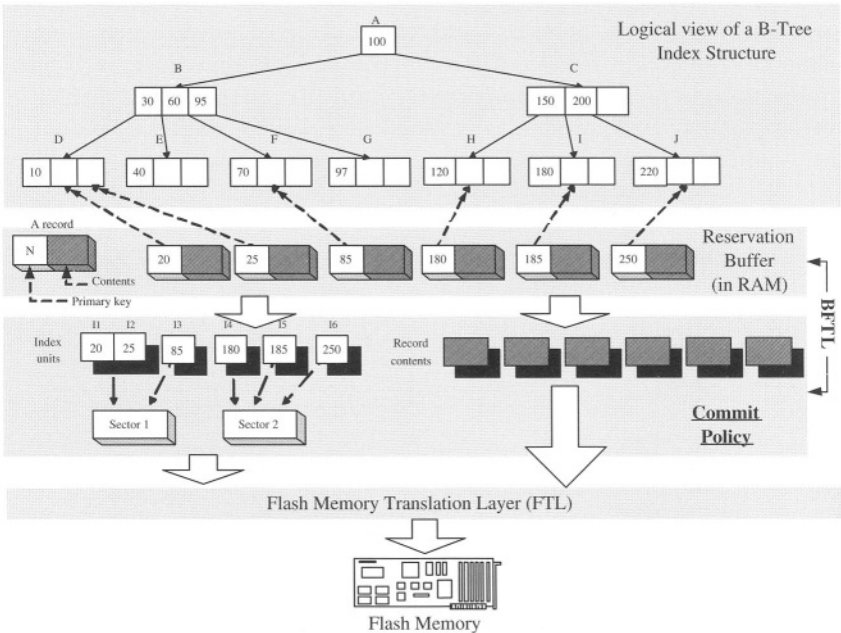 A
Logical view of a B-Tree
Index Structure
100
B
C
30 60 95
150 200
D E F G H I J
10
40
70
97
120
180
220
A record
N
Contents
Primary key
20
25
85
180
185
250
Reservation
Buffer
(in RAM)
BFTL
Index
units
I1 I2 I3 I4 I5 I6
20 25 85 180 185 250
Record
contents
Sector 1
Sector 2
Commit
Policy
Flash Memory Translation Layer (FTL)
Flash Memory